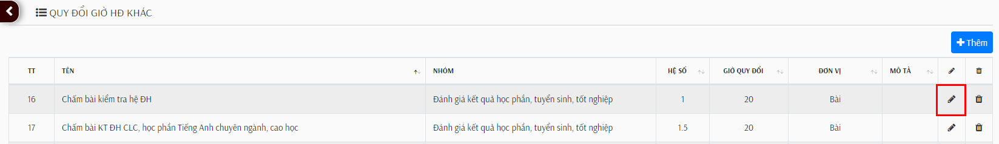 QUY ĐỔI GIỜ HĐ KHÁC
Thêm
TT TÊN NHÓM HỆ SỐ GIỜ QUY ĐỔI ĐƠN VỊ MÔ TẢ
16 Chấm bài kiểm tra hệ ĐH Đánh giá kết quả học phần, tuyển sinh, tốt nghiệp 1 20 Bài
17 Chấm bài KT ĐH CLC, học phần Tiếng Anh chuyên ngành, cao học Đánh giá kết quả học phần, tuyển sinh, tốt nghiệp 1.5 20 Bài